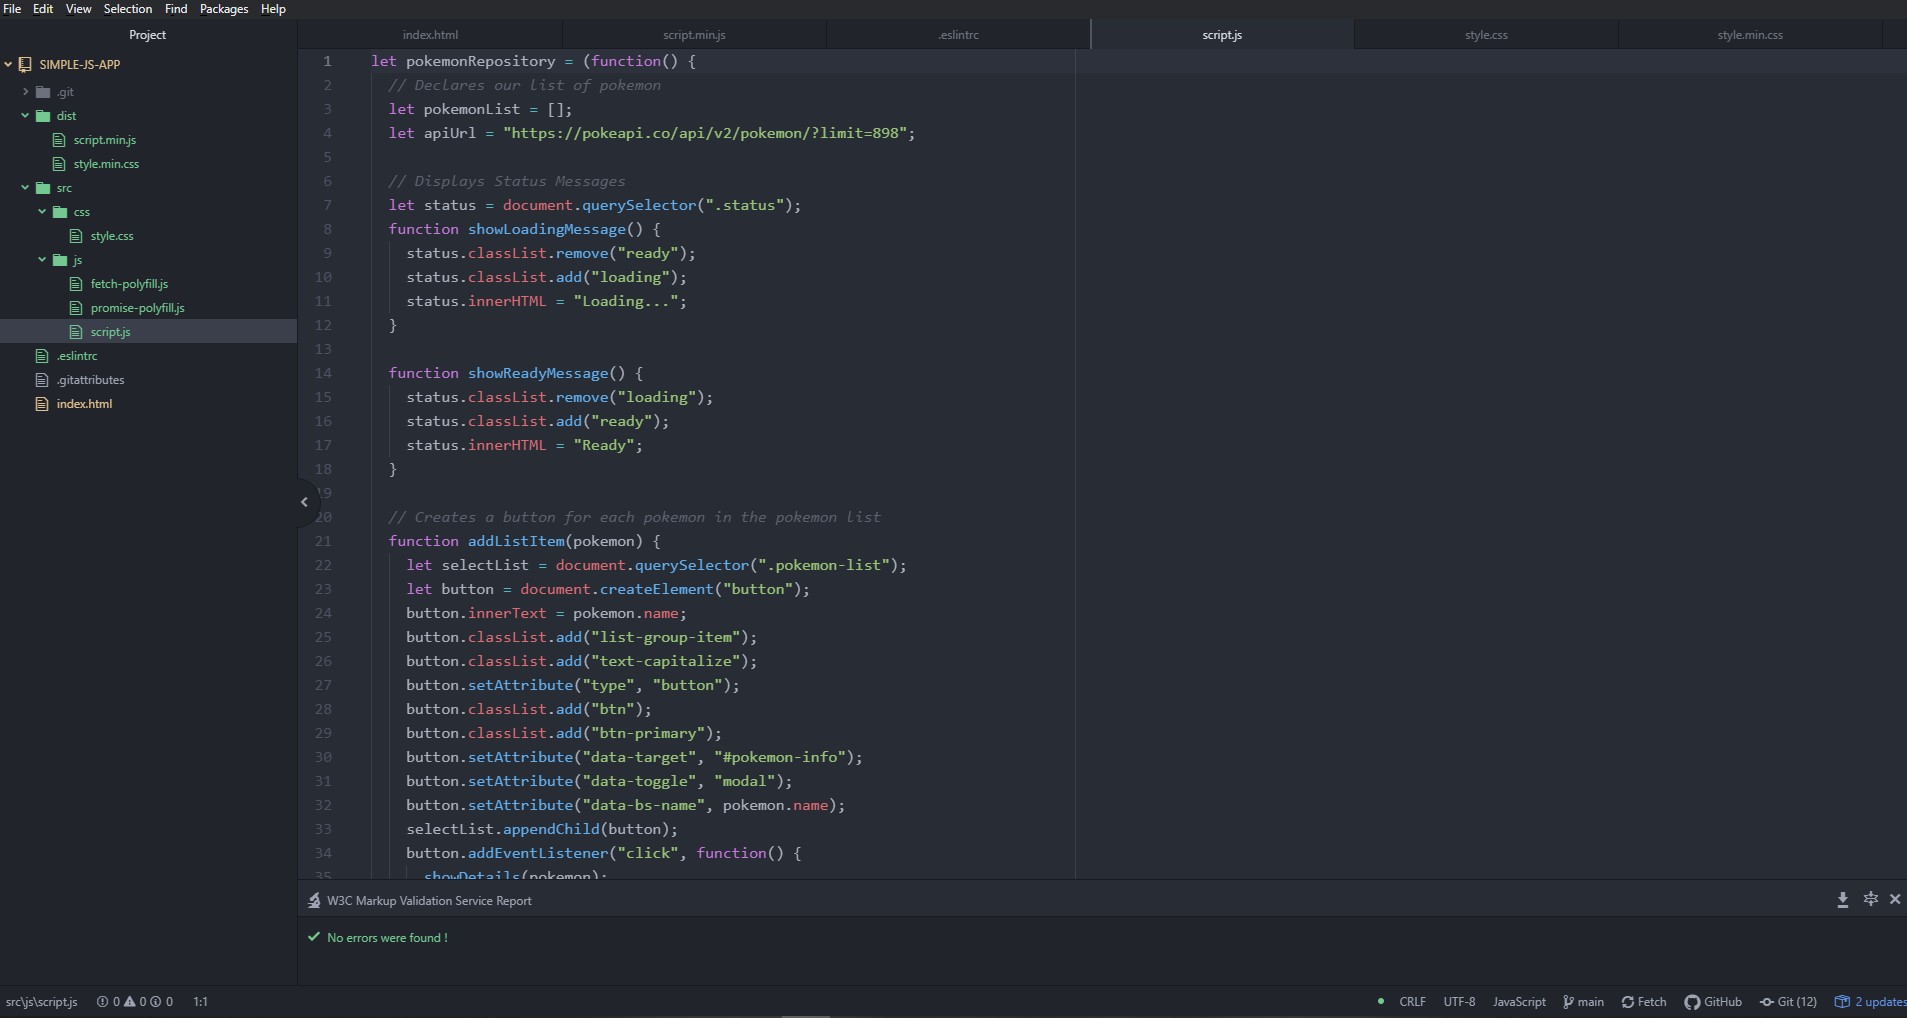 File Edit View Selection Find Packages Help
Project
SIMPLE-JS-APP
.git
dist
script.min.js
style.min.css
src
css
style.css
js
fetch-polyfill.js
promise-polyfill.js
script.js
.eslintrc
.gitattributes
index.html
index.html script.min.js .eslintrc script.js style.css style.min.css
1 let pokemonRepository = (function() {
2 // Declares our list of pokemon
3 let pokemonList = [];
4 let apiUrl = "https://pokeapi.co/api/v2/pokemon/?limit=898";
5
6 // Displays Status Messages
7 let status = document.querySelector(".status");
8 function showLoadingMessage() {
9 status.classList.remove("ready");
10 status.classList.add("loading");
11 status.innerHTML = "Loading...";
12 }
13
14 function showReadyMessage() {
15 status.classList.remove("loading");
16 status.classList.add("ready");
17 status.innerHTML = "Ready";
18 }
19
20 // Creates a button for each pokemon in the pokemon list
21 function addListItem(pokemon) {
22 let selectList = document.querySelector(".pokemon-list");
23 let button = document.createElement("button");
24 button.innerText = pokemon.name;
25 button.classList.add("list-group-item");
26 button.classList.add("text-capitalize");
27 button.setAttribute("type", "button");
28 button.classList.add("btn");
29 button.classList.add("btn-primary");
30 button.setAttribute("data-target", "#pokemon-info");
31 button.setAttribute("data-toggle", "modal");
32 button.setAttribute("data-bs-name", pokemon.name);
33 selectList.appendChild(button);
34 button.addEventListener("click", function() {
35 showDetails(pokemon);
W3C Markup Validation Service Report
No errors were found !
src\js\script.js 0 0 0 1:1 CRLF UTF-8 JavaScript main Fetch GitHub Git (12) 2 updates